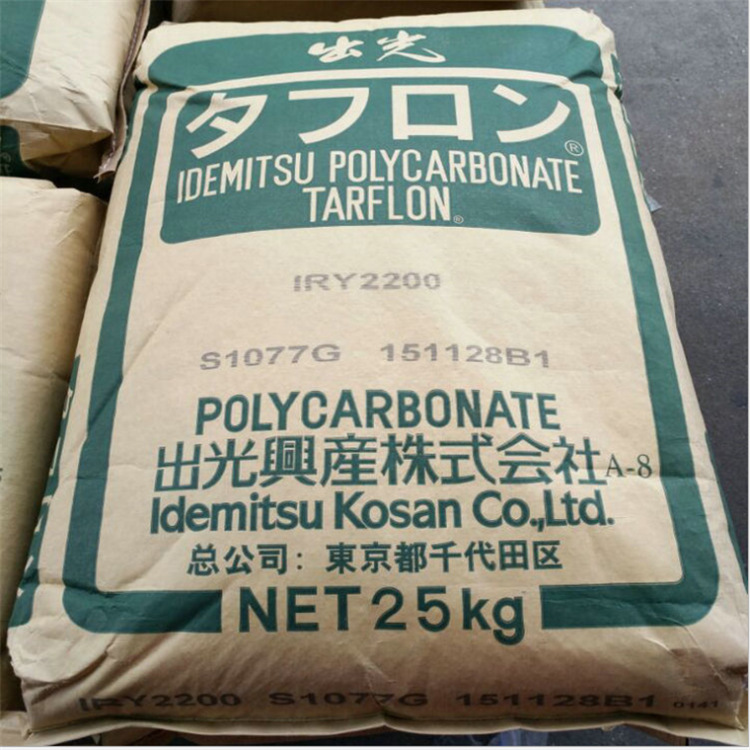 出光
タフロン®
IDEMITSU POLYCARBONATE
TARFLON®
IRY2200
S1077G 151128B1
POLYCARBONATE
出光興産株式会社 A-8
Idemitsu Kosan Co.,Ltd.
总公司：東京都千代田区
NET 25kg
IRY2200 S1077G 151128B1 0141